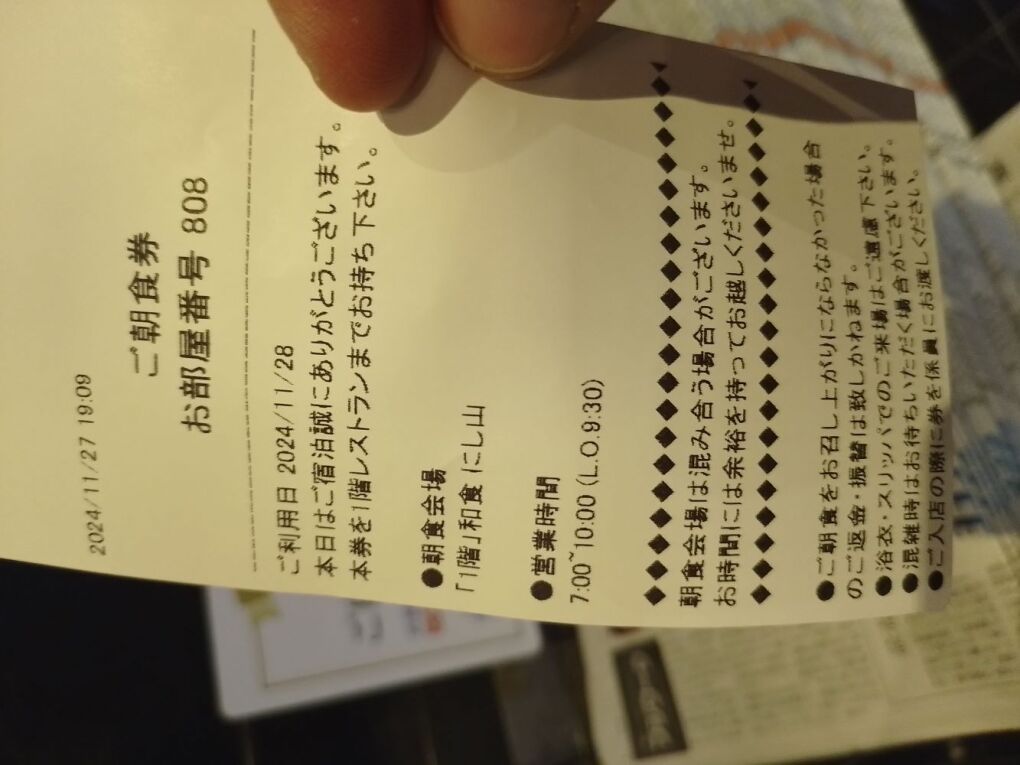 2024/11/27 19:09
ご朝食券
お部屋番号 808
ご利用日 2024/11/28
本日はご宿泊誠にありがとうございます。
本券を1階レストランまでお持ち下さい。
●朝食会場
「1階」和食 にし山
●営業時間
7:00~10:00 (L.O.9:30)
◆◆◆◆◆◆◆◆◆◆◆◆◆◆◆◆◆◆◆◆
朝食会場は混み合う場合がございます。
お時間には余裕を持ってお越しくださいませ。
◆◆◆◆◆◆◆◆◆◆◆◆◆◆◆◆◆◆◆◆
●ご朝食をお召し上がりにならなかった場合
のご返金・振替は致しかねます。
●浴衣・スリッパでのご来場はご遠慮下さい。
●混雑時はお待ちいただく場合がございます。
●ご入店の際に券を係員にお渡しください。